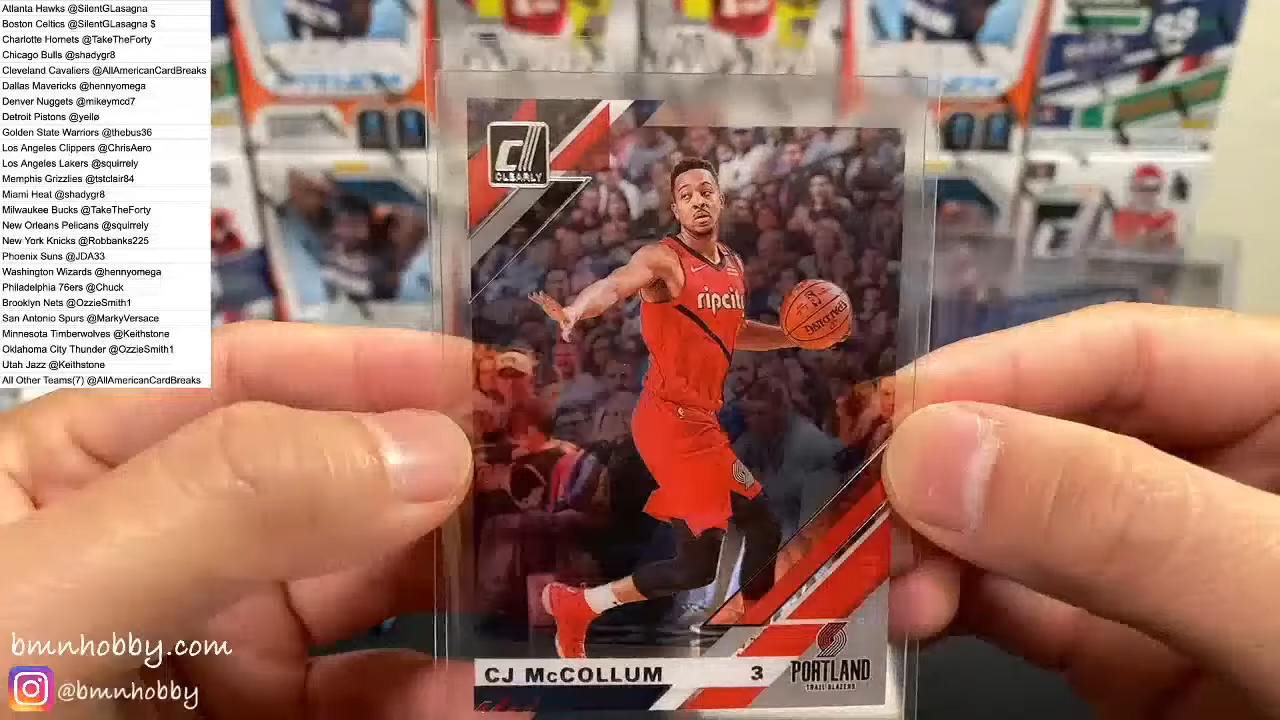 Atlanta Hawks @SilentGLasagna
Boston Celtics @SilentGLasagna $
Charlotte Hornets @TakeTheForty
Chicago Bulls @shadygr8
Cleveland Cavaliers @AllAmericanCardBreaks
Dallas Mavericks @hennyomega
Denver Nuggets @mikeymcd7
Detroit Pistons @yellø
Golden State Warriors @thebus36
Los Angeles Clippers @ChrisAero
Los Angeles Lakers @squirrely
Memphis Grizzlies @tstclair84
Miami Heat @shadygr8
Milwaukee Bucks @TakeTheForty
New Orleans Pelicans @squirrely
New York Knicks @Robbanks225
Phoenix Suns @JDA33
Washington Wizards @hennyomega
Philadelphia 76ers @Chuck
Brooklyn Nets @OzzieSmith1
San Antonio Spurs @MarkyVersace
Minnesota Timberwolves @Keithstone
Oklahoma City Thunder @OzzieSmith1
Utah Jazz @Keithstone
All Other Teams(7) @AllAmericanCardBreaks
CLEARLY
ripcity
SPALDING
CJ McCOLLUM 3 PORTLAND
TRAIL BLAZERS
bmnhobby.com
@bmnhobby